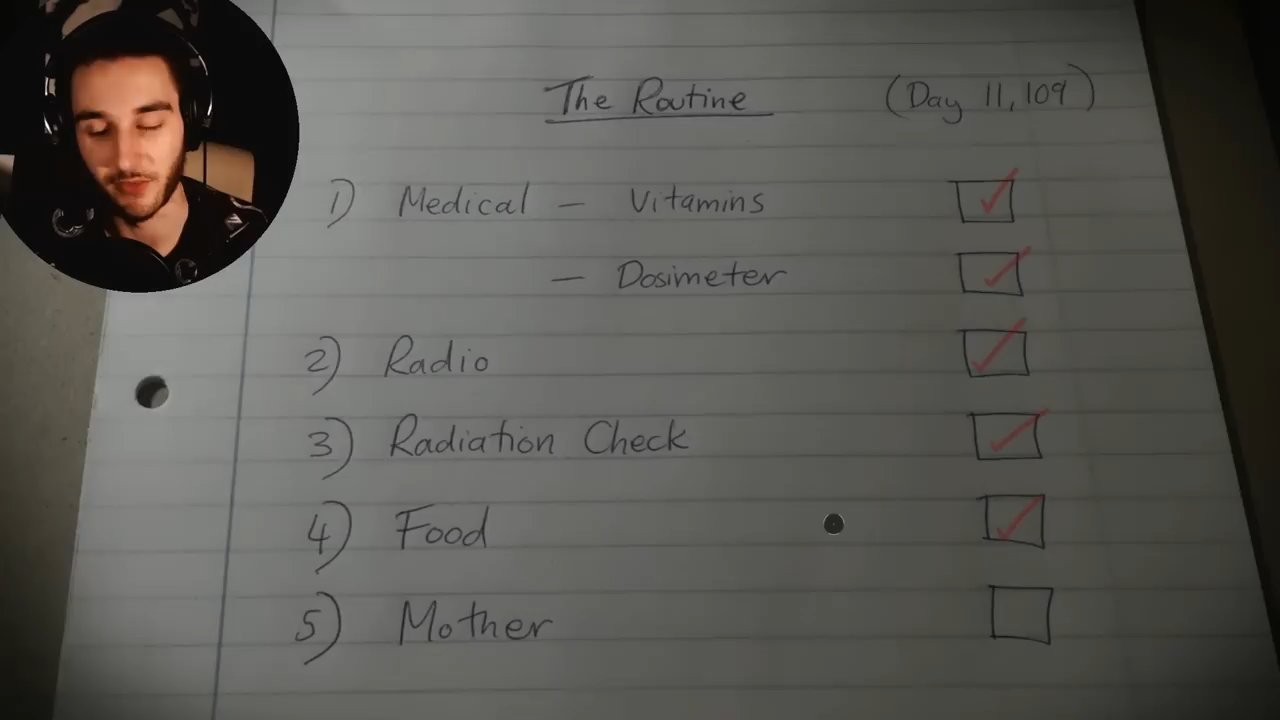 The Routine (Day 11,109)
1) Medical - Vitamins
- Dosimeter
2) Radio
3) Radiation Check
4) Food
5) Mother